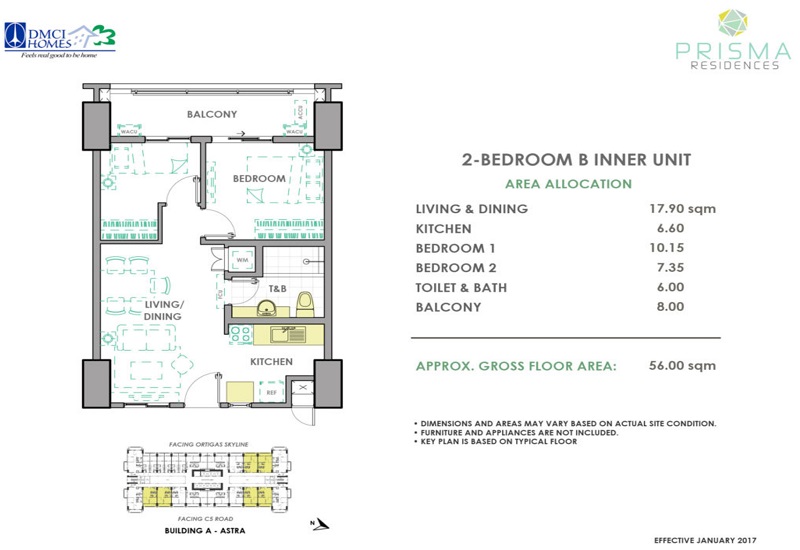 DMCI
HOMES
Feels real good to be home
PRISMA
RESIDENCES
BALCONY
ACCU
WACU
WACU
BEDROOM
WM
T&B
FCU
LIVING/
DINING
KITCHEN
REF
2-BEDROOM B INNER UNIT
AREA ALLOCATION
LIVING & DINING 17.90 sqm
KITCHEN 6.60
BEDROOM 1 10.15
BEDROOM 2 7.35
TOILET & BATH 6.00
BALCONY 8.00
APPROX. GROSS FLOOR AREA: 56.00 sqm
• DIMENSIONS AND AREAS MAY VARY BASED ON ACTUAL SITE CONDITION.
• FURNITURE AND APPLIANCES ARE NOT INCLUDED.
• KEY PLAN IS BASED ON TYPICAL FLOOR
FACING ORTIGAS SKYLINE
FACING C5 ROAD
BUILDING A - ASTRA
N
EFFECTIVE JANUARY 2017